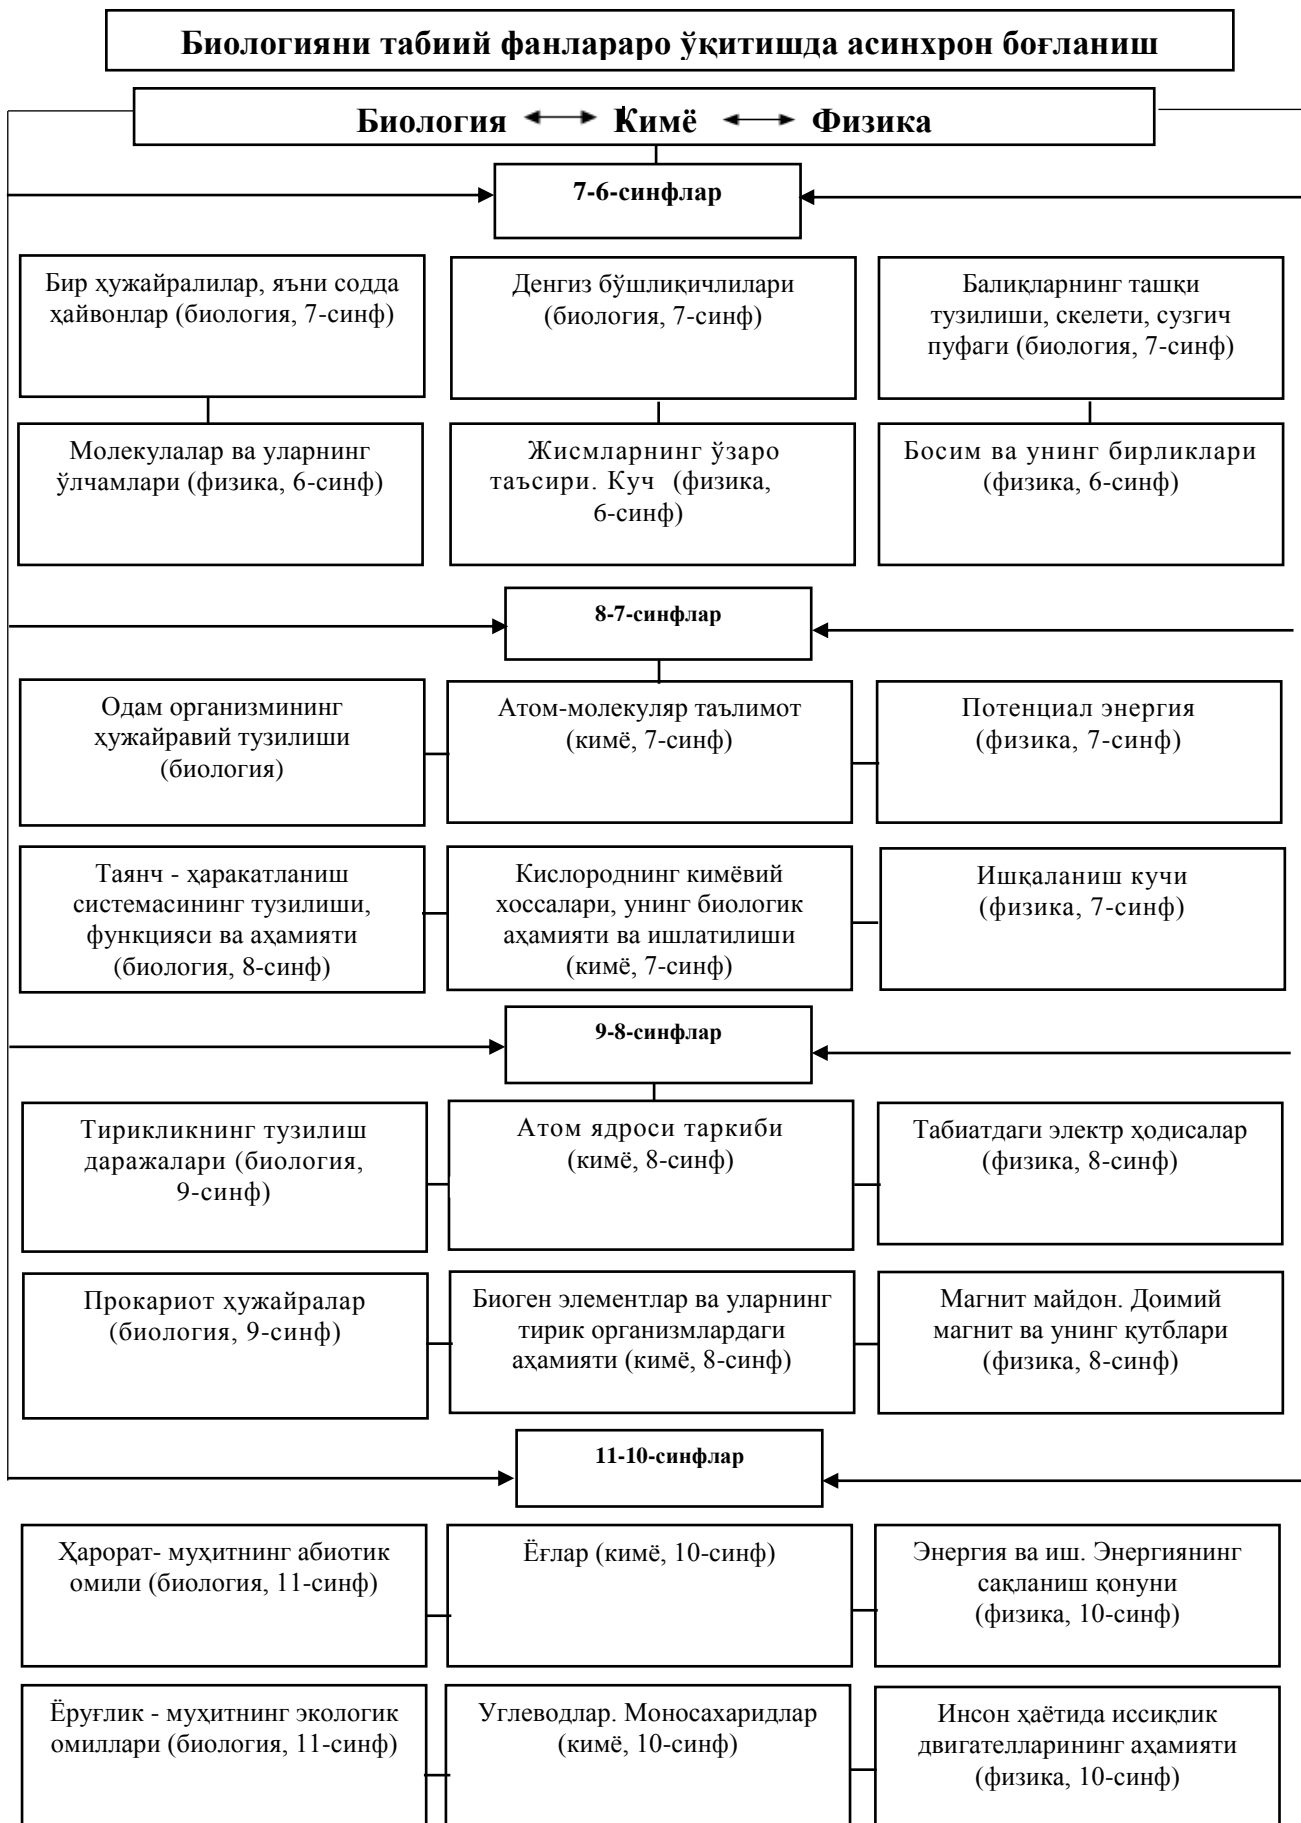 Биологияни табиий фанлараро ўқитишда асинхрон боғланиш
Биология Кимё Физика
7-6-синфлар
Бир ҳужайралилар, яъни содда
ҳайвонлар (биология, 7-синф)
Денгиз бўшлиқичлилари
(биология, 7-синф)
Балиқларнинг ташқи
тузилиши, скелети, сузгич
пуфаги (биология, 7-синф)
Молекулалар ва уларнинг
ўлчамлари (физика, 6-синф)
Жисмларнинг ўзаро
таъсири. Куч (физика,
6-синф)
Босим ва унинг бирликлари
(физика, 6-синф)
8-7-синфлар
Одам организмининг
ҳужайравий тузилиши
(биология)
Атом-молекуляр таълимот
(кимё, 7-синф)
Потенциал энергия
(физика, 7-синф)
Таянч - ҳаракатланиш
системасининг тузилиши,
функцияси ва аҳамияти
(биология, 8-синф)
Кислороднинг кимёвий
хоссалари, унинг биологик
аҳамияти ва ишлатилиши
(кимё, 7-синф)
Ишқаланиш кучи
(физика, 7-синф)
9-8-синфлар
Тирикликнинг тузилиш
даражалари (биология,
9-синф)
Атом ядроси таркиби
(кимё, 8-синф)
Табиатдаги электр ҳодисалар
(физика, 8-синф)
Прокариот ҳужайралар
(биология, 9-синф)
Биоген элементлар ва уларнинг
тирик организмлардаги
аҳамияти (кимё, 8-синф)
Магнит майдон. Доимий
магнит ва унинг қутблари
(физика, 8-синф)
11-10-синфлар
Ҳарорат- муҳитнинг абиотик
омили (биология, 11-синф)
Ёғлар (кимё, 10-синф)
Энергия ва иш. Энергиянинг
сақланиш қонуни
(физика, 10-синф)
Ёруғлик - муҳитнинг экологик
омиллари (биология, 11-синф)
Углеводлар. Моносахаридлар
(кимё, 10-синф)
Инсон ҳаётида иссиқлик
двигателларининг аҳамияти
(физика, 10-синф)